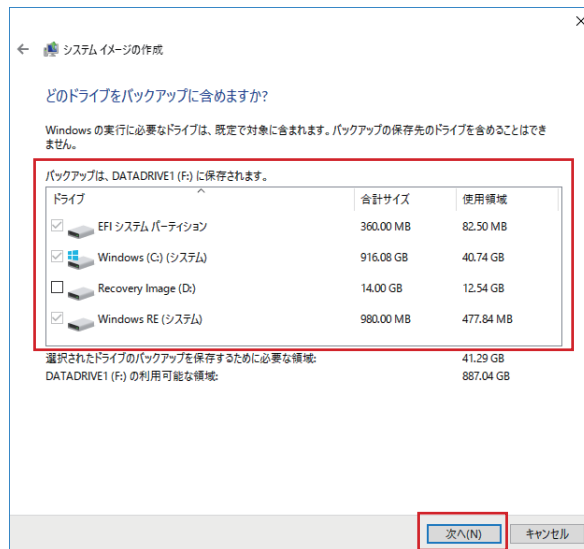 システム イメージの作成
どのドライブをバックアップに含めますか?
Windows の実行に必要なドライブは、既定で対象に含まれます。バックアップの保存先のドライブを含めることはでき
ません。
バックアップは、DATADRIVE1 (F:) に保存されます。
ドライブ 合計サイズ 使用領域
EFI システム パーティション 360.00 MB 82.50 MB
Windows (C:) (システム) 916.08 GB 40.74 GB
Recovery Image (D:) 14.00 GB 12.54 GB
Windows RE (システム) 980.00 MB 477.84 MB
選択されたドライブのバックアップを保存するために必要な領域: 41.29 GB
DATADRIVE1 (F:) の利用可能な領域: 887.04 GB
次へ(N) キャンセル